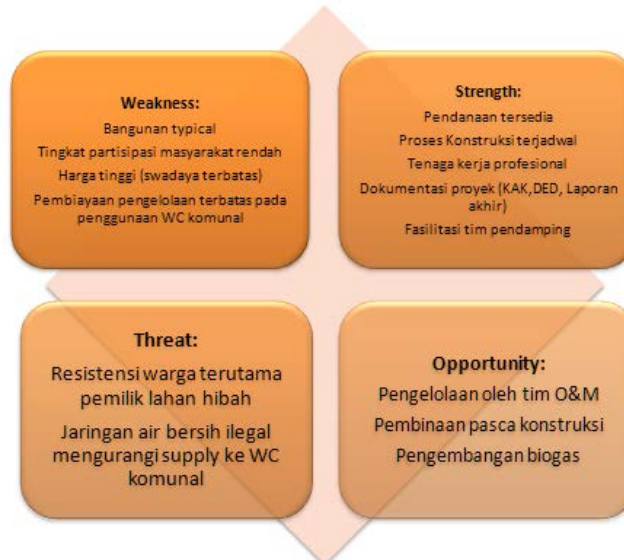 Weakness:
Bangunan typical
Tingkat partisipasi masyarakat rendah
Harga tinggi (swadaya terbatas)
Pembiayaan pengelolaan terbatas pada
penggunaan WC komunal
Strength:
Pendanaan tersedia
Proses Konstruksi terjadwal
Tenaga kerja profesional
Dokumentasi proyek (KAK,DED, Laporan
akhir)
Fasilitasi tim pendamping
Threat:
Resistensi warga terutama
pemilik lahan hibah
Jaringan air bersih ilegal
mengurangi supply ke WC
komunal
Opportunity:
Pengelolaan oleh tim O&M
Pembinaan pasca konstruksi
Pengembangan biogas